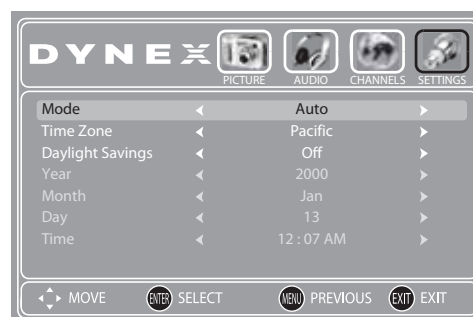 DYNEX
PICTURE AUDIO CHANNELS SETTINGS
Mode Auto
Time Zone Pacific
Daylight Savings Off
Year 2000
Month Jan
Day 13
Time 12 : 07 AM
MOVE ENTER SELECT MENU PREVIOUS EXIT EXIT